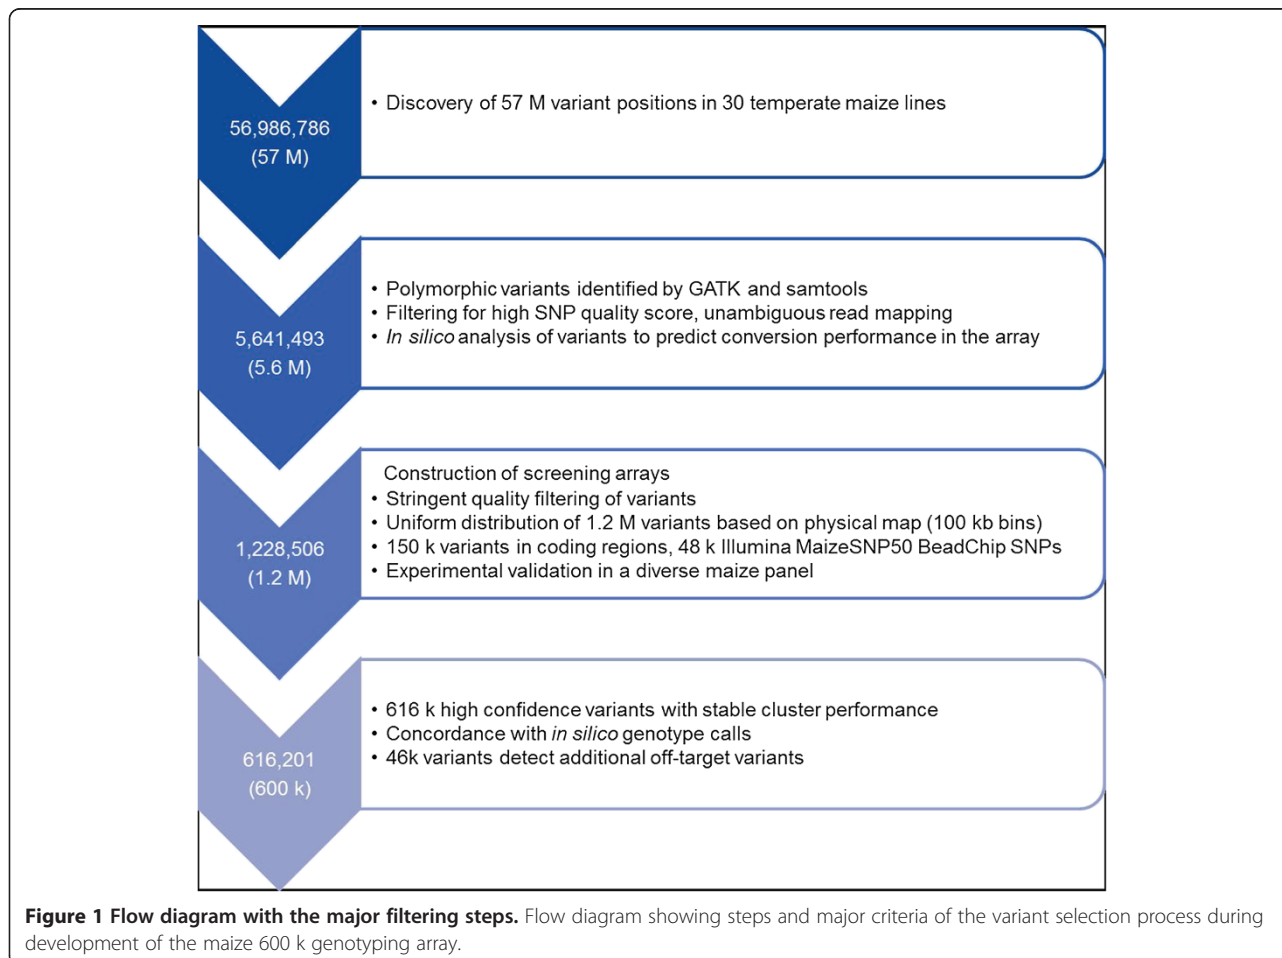 56,986,786
(57 M)
• Discovery of 57 M variant positions in 30 temperate maize lines
5,641,493
(5.6 M)
• Polymorphic variants identified by GATK and samtools
• Filtering for high SNP quality score, unambiguous read mapping
• In silico analysis of variants to predict conversion performance in the array
1,228,506
(1.2 M)
Construction of screening arrays
• Stringent quality filtering of variants
• Uniform distribution of 1.2 M variants based on physical map (100 kb bins)
• 150 k variants in coding regions, 48 k Illumina MaizeSNP50 BeadChip SNPs
• Experimental validation in a diverse maize panel
616,201
(600 k)
• 616 k high confidence variants with stable cluster performance
• Concordance with in silico genotype calls
• 46k variants detect additional off-target variants
Figure 1 Flow diagram with the major filtering steps. Flow diagram showing steps and major criteria of the variant selection process during
development of the maize 600 k genotyping array.